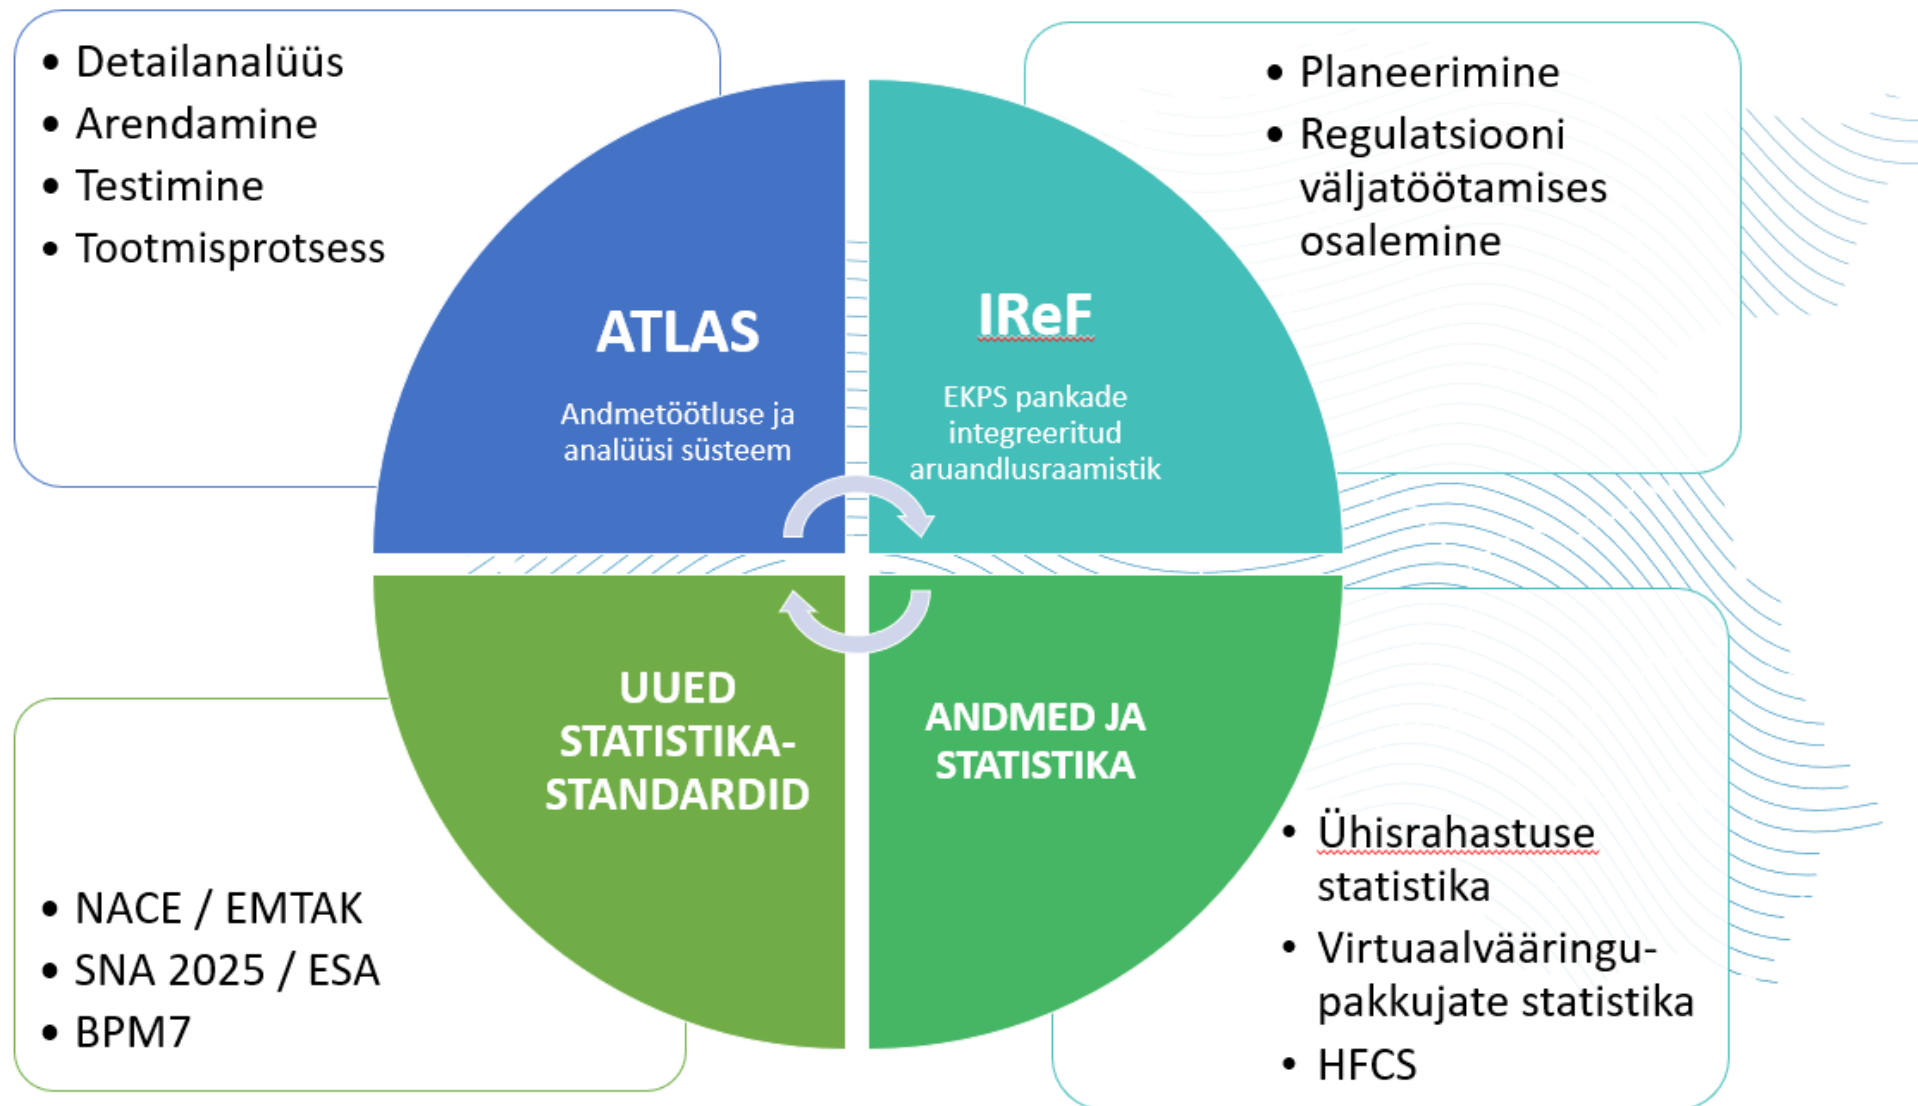 • Detailanalüüs
• Arendamine
• Testimine
• Tootmisprotsess
ATLAS
Andmetöötluse ja
analüüsi süsteem
• Planeerimine
• Regulatsiooni
väljatöötamises
osalemine
IReF
EKPS pankade
integreeritud
aruandlusraamistik
UUED
STATISTIKA-
STANDARDID
• NACE / EMTAK
• SNA 2025 / ESA
• BPM7
ANDMED JA
STATISTIKA
• Ühisrahastuse
statistika
• Virtuaalvääringu-
pakkujate statistika
• HFCS